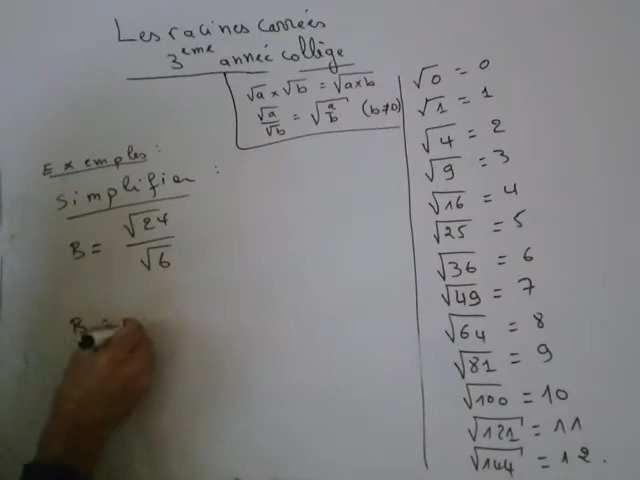 Les racines carrées
3ème année collège
√a × √b = √a×b
√a/√b = √a/b (b≠0)
Exemples :
Simplifier :
B = √24/√6
B =
√0 = 0
√1 = 1
√4 = 2
√9 = 3
√16 = 4
√25 = 5
√36 = 6
√49 = 7
√64 = 8
√81 = 9
√100 = 10
√121 = 11
√144 = 12.